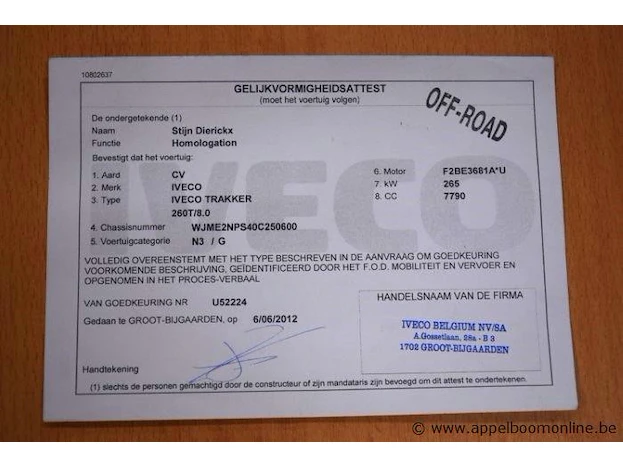 10802637
GELIJKVORMIGHEIDSATTEST
(moet het voertuig volgen)
OFF-ROAD
De ondergetekende (1)
Naam Stijn Dierickx
Functie Homologation
Bevestigt dat het voertuig:
1. Aard CV 6. Motor F2BE3681A*U
2. Merk IVECO 7. kW 265
3. Type IVECO TRAKKER 8. CC 7790
260T/8.0
4. Chassisnummer WJME2NPS40C250600
5. Voertuigcategorie N3 / G
IVECO
VOLLEDIG OVEREENSTEMT MET HET TYPE BESCHREVEN IN DE AANVRAAG OM GOEDKEURING
VOORKOMENDE BESCHRIJVING, GEÏDENTIFICEERD DOOR HET F.O.D. MOBILITEIT EN VERVOER EN
OPGENOMEN IN HET PROCES-VERBAAL
VAN GOEDKEURING NR U52224
Gedaan te GROOT-BIJGAARDEN, op 6/06/2012
HANDELSNAAM VAN DE FIRMA
IVECO BELGIUM NV/SA
A.Gossetlaan, 28a - B 3
1702 GROOT-BIJGAARDEN
Handtekening
(1) slechts de personen gemachtigd door de constructeur of zijn mandataris zijn bevoegd om dit attest te ondertekenen.
© www.appelboomonline.be